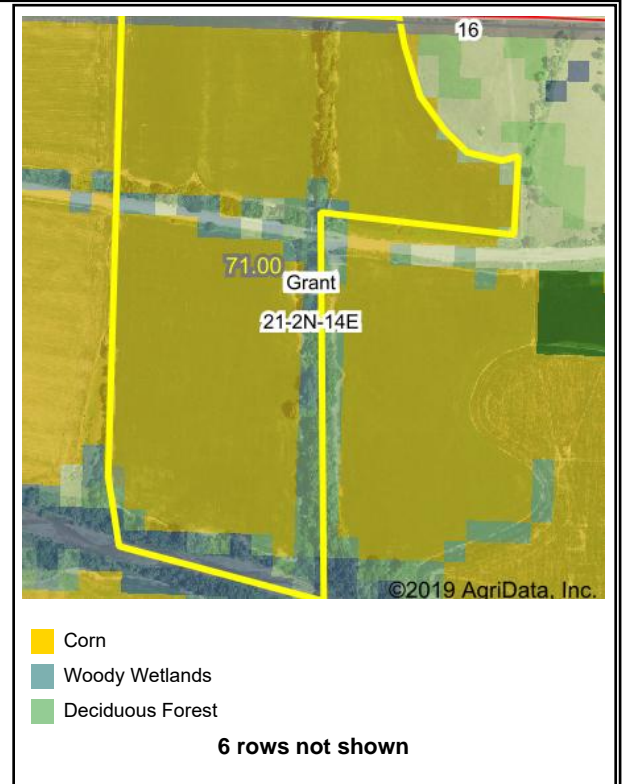 16
71.00
Grant
21-2N-14E
©2019 AgriData, Inc.
Corn
Woody Wetlands
Deciduous Forest
6 rows not shown